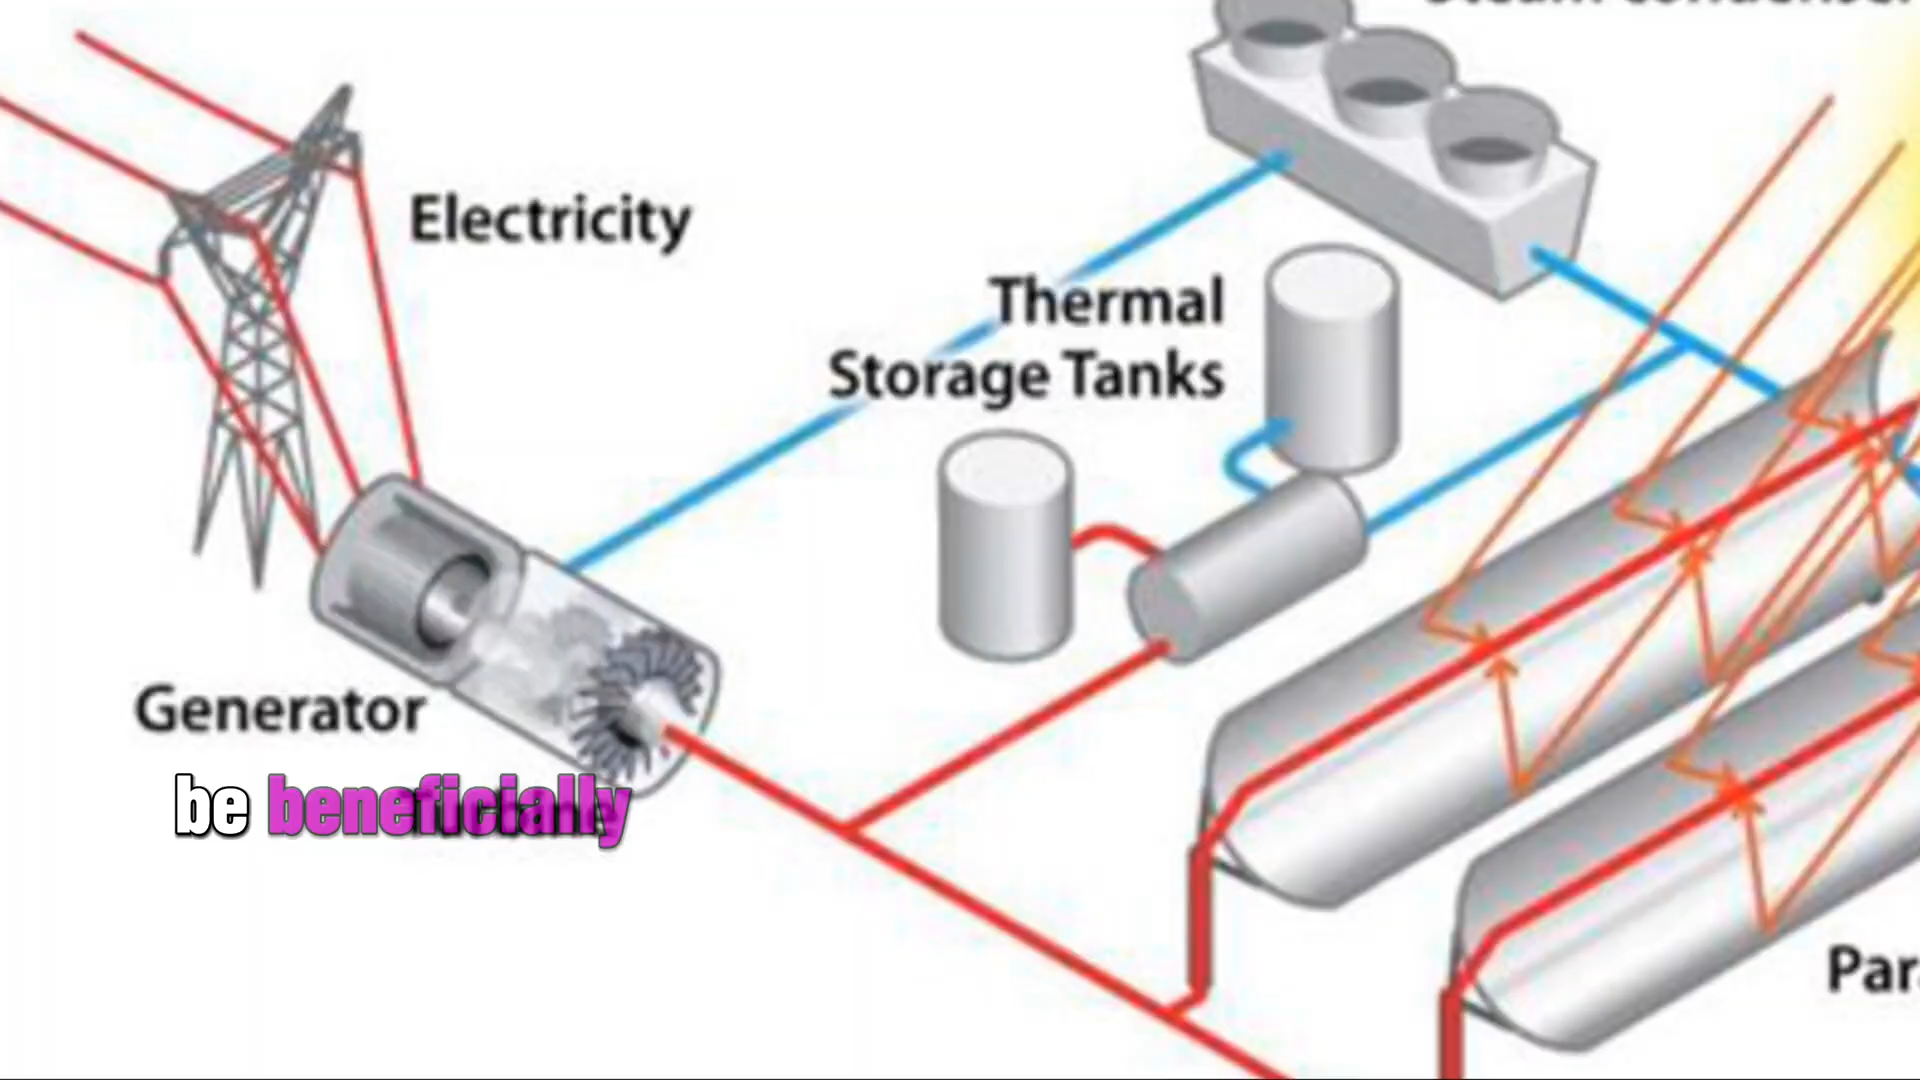 Electricity
Thermal
Storage Tanks
Generator
be beneficially